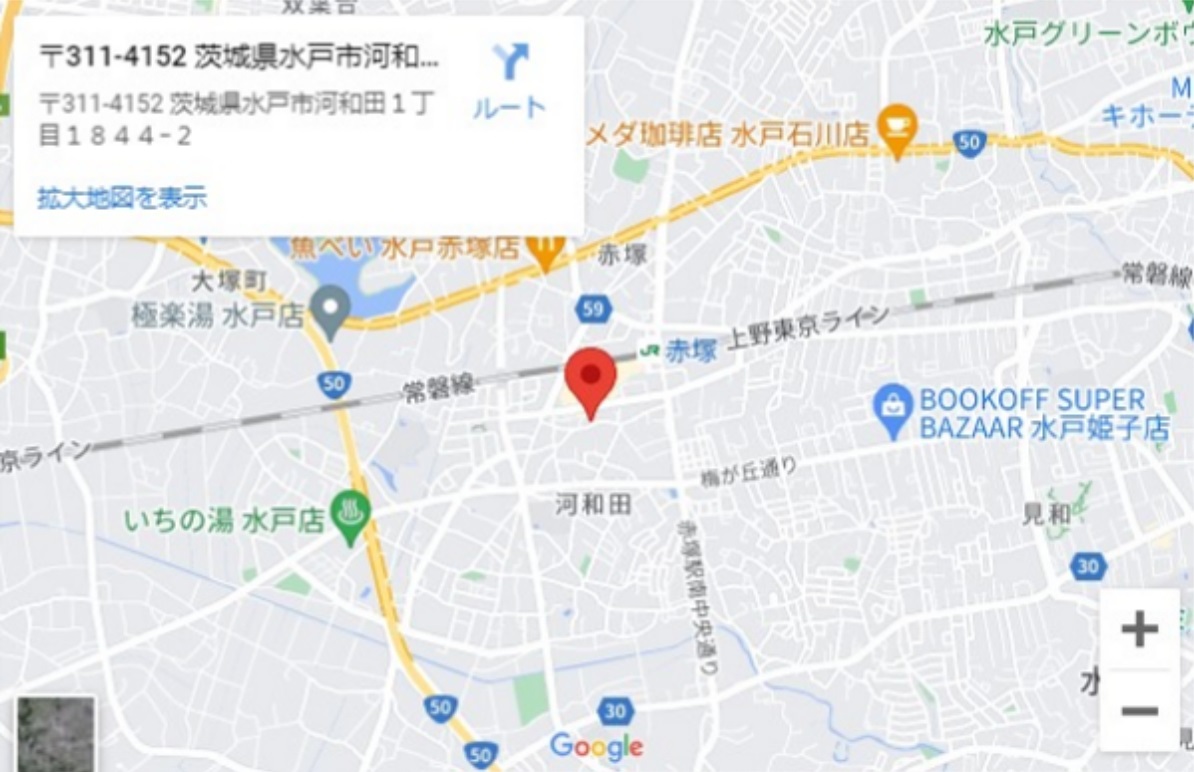 双葉台
〒311-4152 茨城県水戸市河和...
〒311-4152 茨城県水戸市河和田１丁
目１８４４−２
ルート
拡大地図を表示
水戸グリーンボウ
キホーテ
メダ珈琲店 水戸石川店
50
魚べい 水戸赤塚店
赤塚
大塚町
極楽湯 水戸店
59
常磐線
上野東京ライン
JR 赤塚
50
常磐線
BOOKOFF SUPER
BAZAAR 水戸姫子店
京ライン
梅が丘通り
河和田
見和
いちの湯 水戸店
赤塚駅南中央通り
30
+
水
50
30
−
50
Google
見